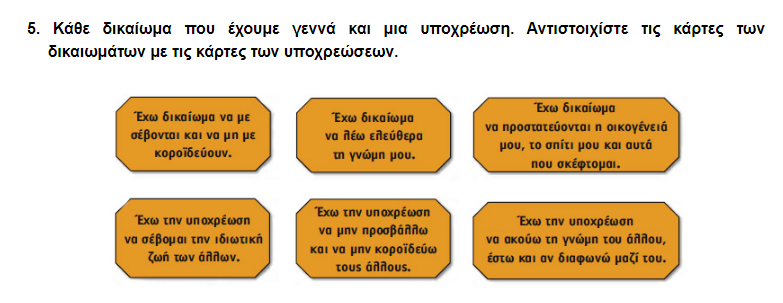 5. Κάθε δικαίωμα που έχουμε γεννά και μια υποχρέωση. Αντιστοιχίστε τις κάρτες των
δικαιωμάτων με τις κάρτες των υποχρεώσεων.
Έχω δικαίωμα να με
σέβονται και να μη με
κοροϊδεύουν.
Έχω δικαίωμα
να λέω ελεύθερα
τη γνώμη μου.
Έχω δικαίωμα
να προστατεύονται η οικογένειά
μου, το σπίτι μου και αυτά
που σκέφτομαι.
Έχω την υποχρέωση
να σέβομαι την ιδιωτική
ζωή των άλλων.
Έχω την υποχρέωση
να μην προσβάλλω
και να μην κοροϊδεύω
τους άλλους.
Έχω την υποχρέωση
να ακούω τη γνώμη του άλλου,
έστω και αν διαφωνώ μαζί του.